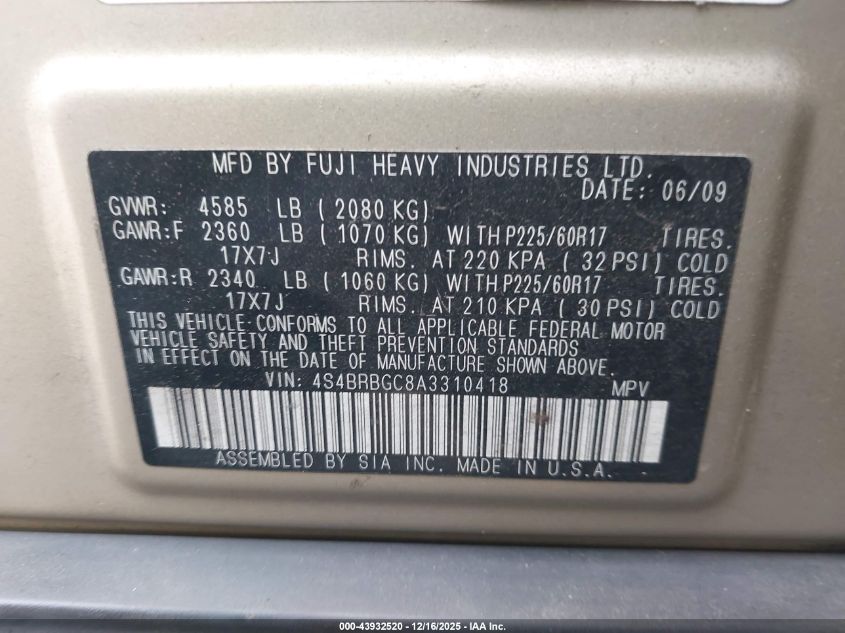 MFD BY FUJI HEAVY INDUSTRIES LTD.
DATE: 06/09
GVWR: 4585 LB ( 2080 KG)
GAWR:F 2360 LB ( 1070 KG) WITH P225/60R17 TIRES.
17X7J RIMS. AT 220 KPA ( 32 PSI) COLD
GAWR:R 2340 LB ( 1060 KG) WITH P225/60R17 TIRES.
17X7J RIMS. AT 210 KPA ( 30 PSI) COLD
THIS VEHICLE CONFORMS TO ALL APPLICABLE FEDERAL MOTOR
VEHICLE SAFETY AND THEFT PREVENTION STANDARDS
IN EFFECT ON THE DATE OF MANUFACTURE SHOWN ABOVE.
VIN: 4S4BRBGC8A3310418 MPV
ASSEMBLED BY SIA INC. MADE IN U.S.A.
000-43932520 - 12/16/2025 - IAA Inc.